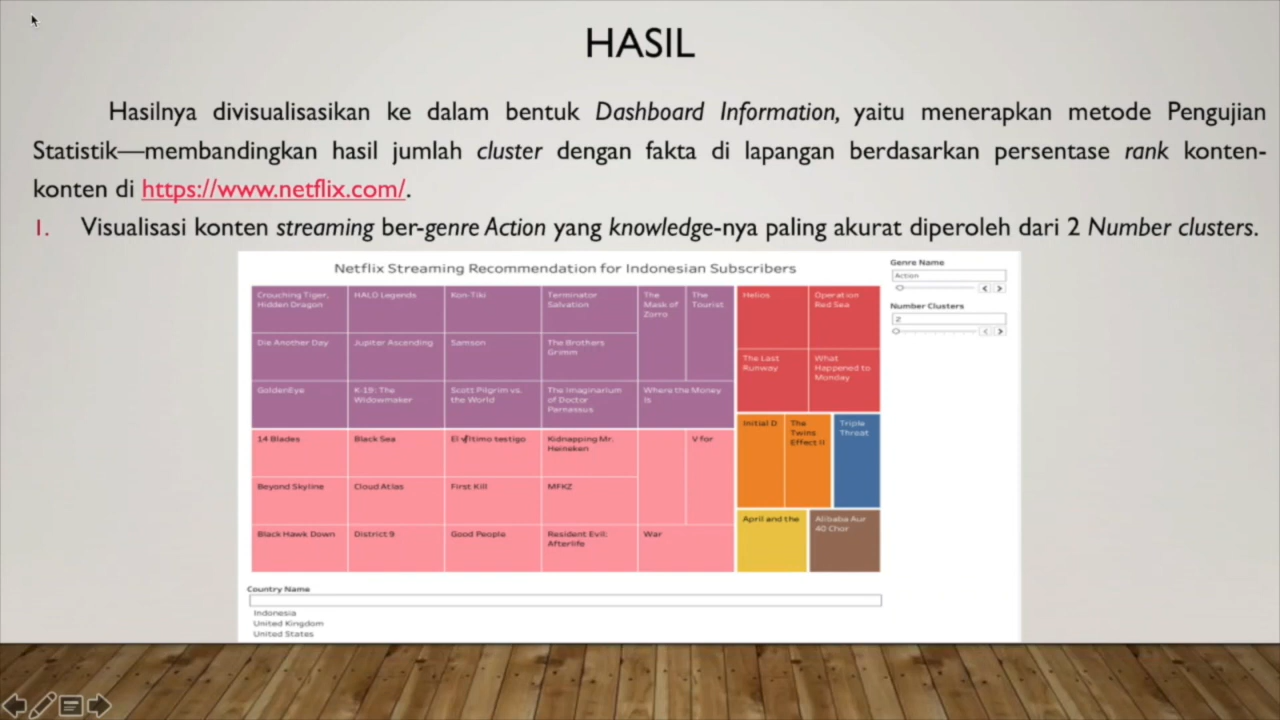 HASIL
Hasilnya divisualisasikan ke dalam bentuk Dashboard Information, yaitu menerapkan metode Pengujian
Statistik—membandingkan hasil jumlah cluster dengan fakta di lapangan berdasarkan persentase rank konten-
konten di https://www.netflix.com/.
1. Visualisasi konten streaming ber-genre Action yang knowledge-nya paling akurat diperoleh dari 2 Number clusters.
Netflix Streaming Recommendation for Indonesian Subscribers
Crouching Tiger,
Hidden Dragon
HALO Legends
Kon-Tiki
Terminator
Salvation
The
Mask of
Zorro
The
Tourist
Die Another Day
Jupiter Ascending
Samson
The Brothers
Grimm
GoldenEye
K-19: The
Widowmaker
Scott Pilgrim vs.
the World
The Imaginarium
of Doctor
Parnassus
Where the Money
Is
14 Blades
Black Sea
El último testigo
Kidnapping Mr.
Heineken
V for
Beyond Skyline
Cloud Atlas
First Kill
MFKZ
Black Hawk Down
District 9
Good People
Resident Evil:
Afterlife
War
Helios
Operation
Red Sea
The Last
Runway
What
Happened to
Monday
Initial D
The
Twins
Effect II
Triple
Threat
April and the
Alibaba Aur
40 Chor
Genre Name
Action
Number Clusters
2
Country Name
Indonesia
United Kingdom
United States